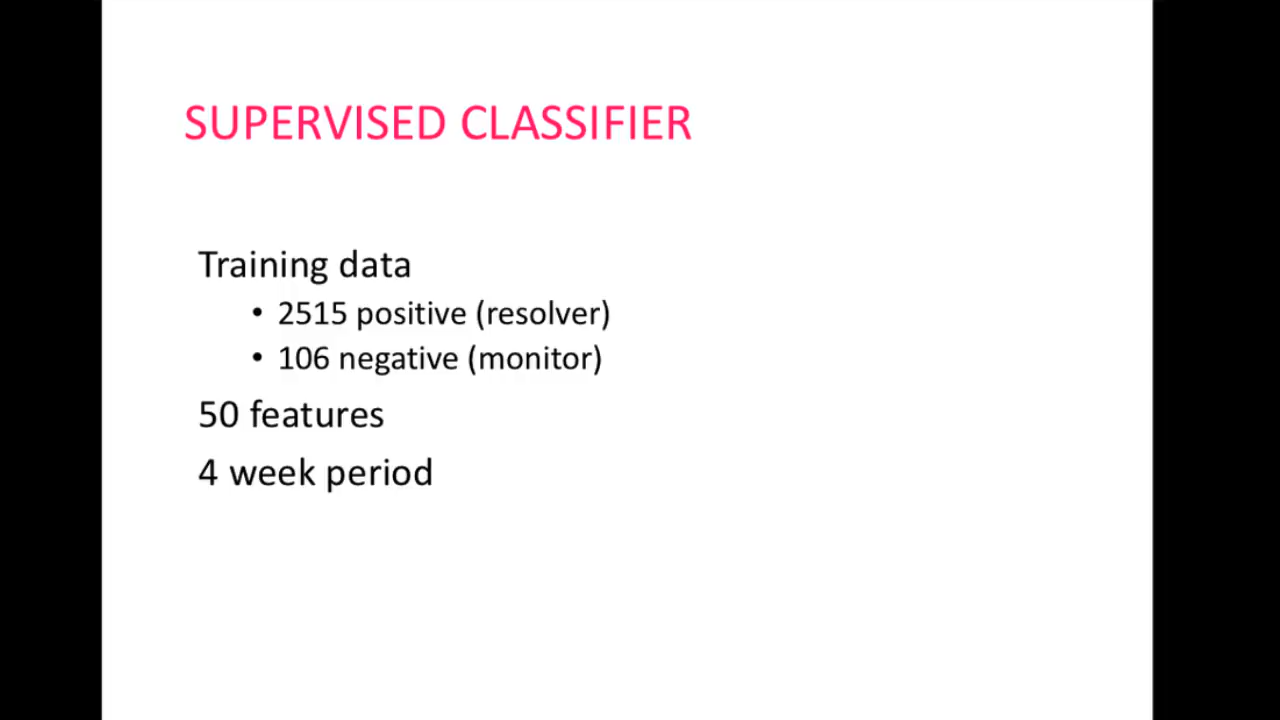 SUPERVISED CLASSIFIER
Training data
• 2515 positive (resolver)
• 106 negative (monitor)
50 features
4 week period